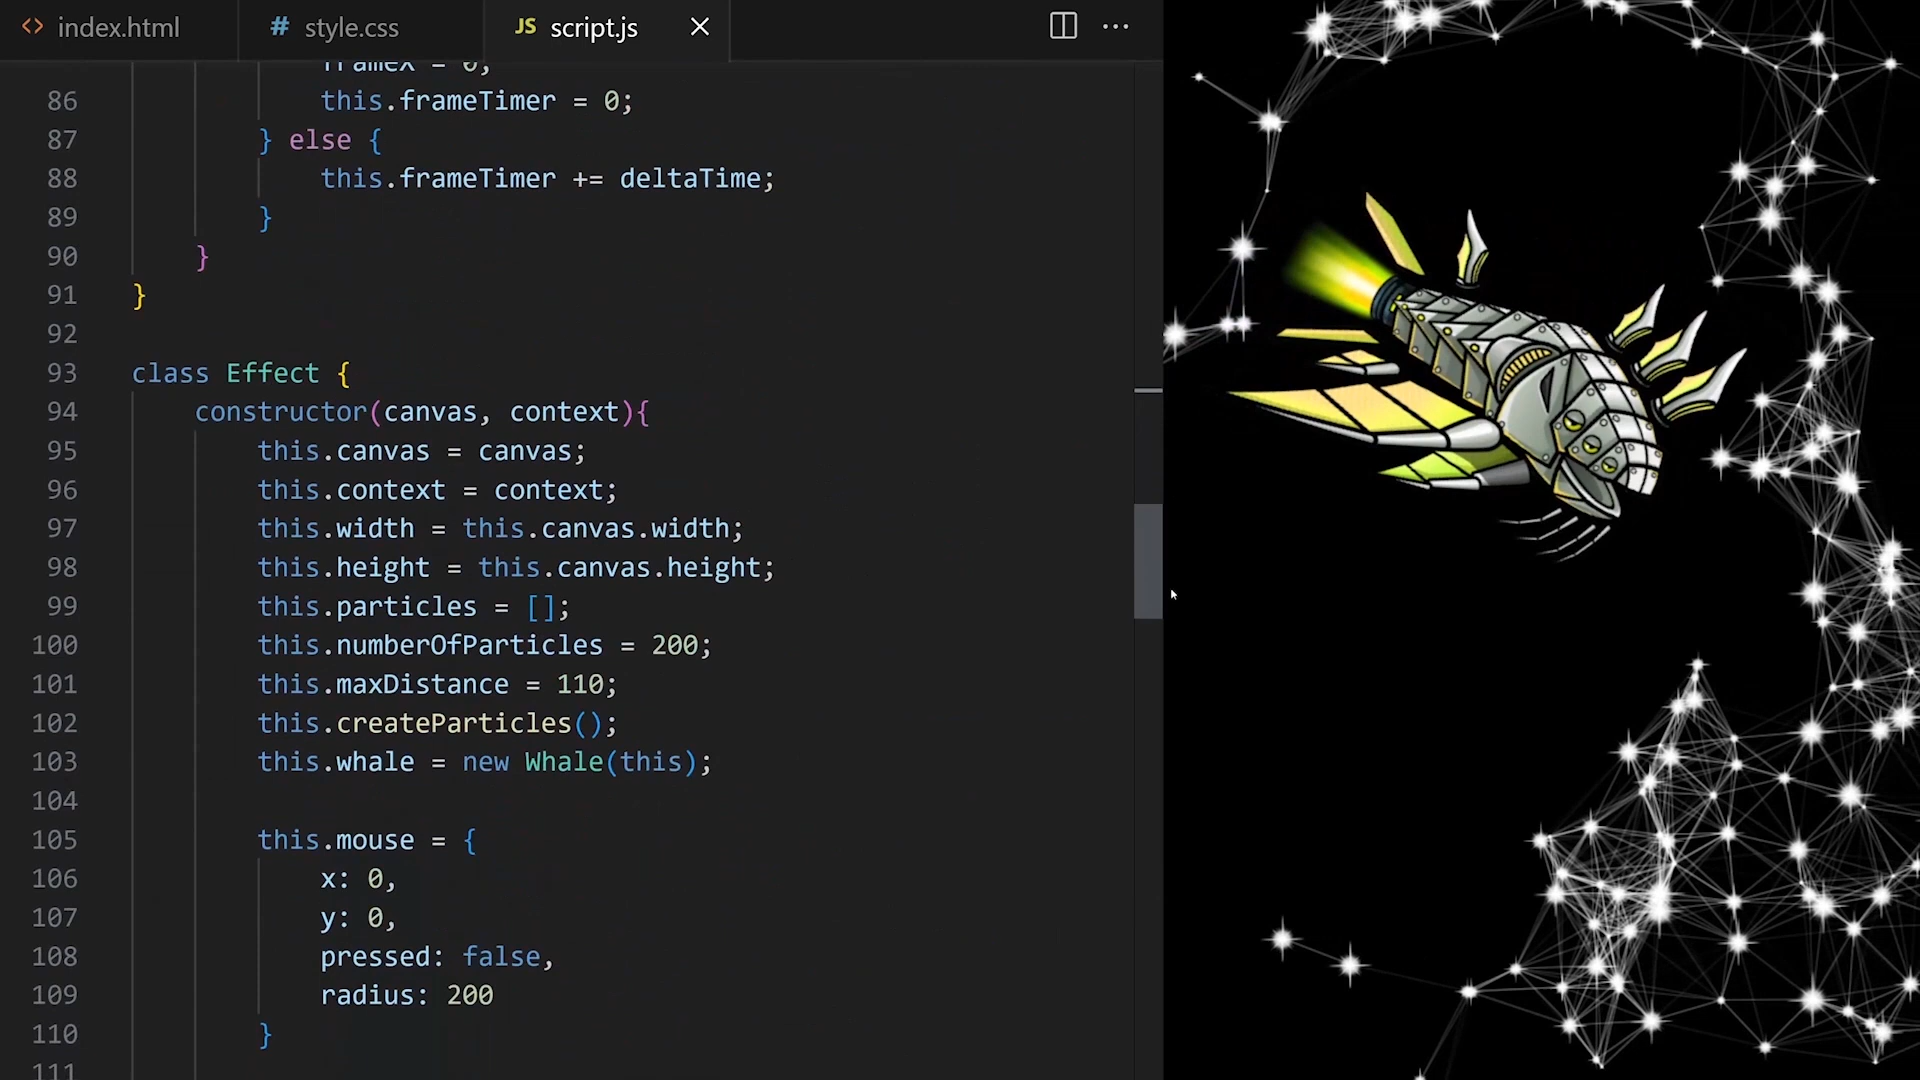 <> index.html
# style.css
JS script.js
frameX = 0;
86 this.frameTimer = 0;
87 } else {
88 this.frameTimer += deltaTime;
89 }
90 }
91 }
92
93 class Effect {
94 constructor(canvas, context){
95 this.canvas = canvas;
96 this.context = context;
97 this.width = this.canvas.width;
98 this.height = this.canvas.height;
99 this.particles = [];
100 this.numberOfParticles = 200;
101 this.maxDistance = 110;
102 this.createParticles();
103 this.whale = new Whale(this);
104
105 this.mouse = {
106 x: 0,
107 y: 0,
108 pressed: false,
109 radius: 200
110 }